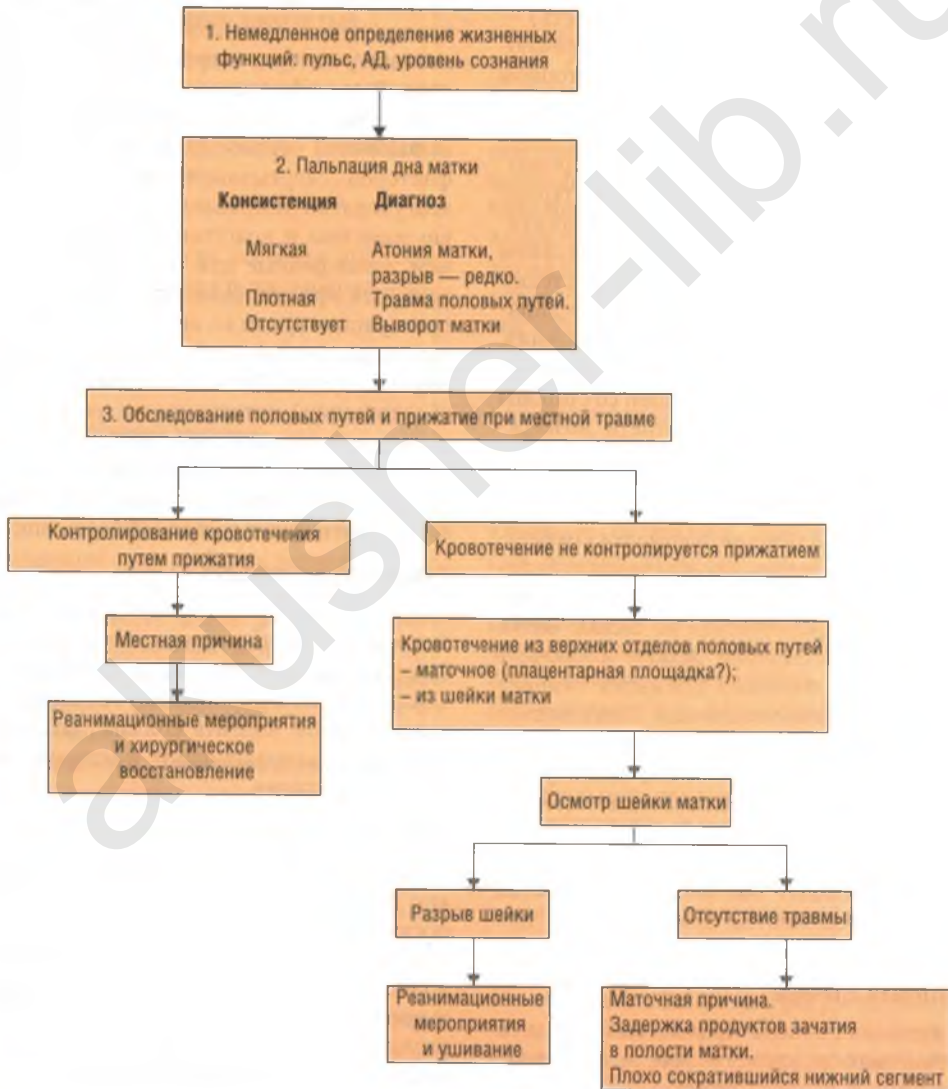 1. Немедленное определение жизненных
функций: пульс, АД, уровень сознания
2. Пальпация дна матки
Консистенция Диагноз
Мягкая Атония матки,
разрыв — редко.
Плотная Травма половых путей.
Отсутствует Выворот матки
3. Обследование половых путей и прижатие при местной травме
Контролирование кровотечения
путем прижатия
Местная причина
Реанимационные мероприятия
и хирургическое
восстановление
Кровотечение не контролируется прижатием
Кровотечение из верхних отделов половых путей
– маточное (плацентарная площадка?);
– из шейки матки
Осмотр шейки матки
Разрыв шейки
Реанимационные
мероприятия
и ушивание
Отсутствие травмы
Маточная причина.
Задержка продуктов зачатия
в полости матки.
Плохо сократившийся нижний сегмент
akusher-lib.ru